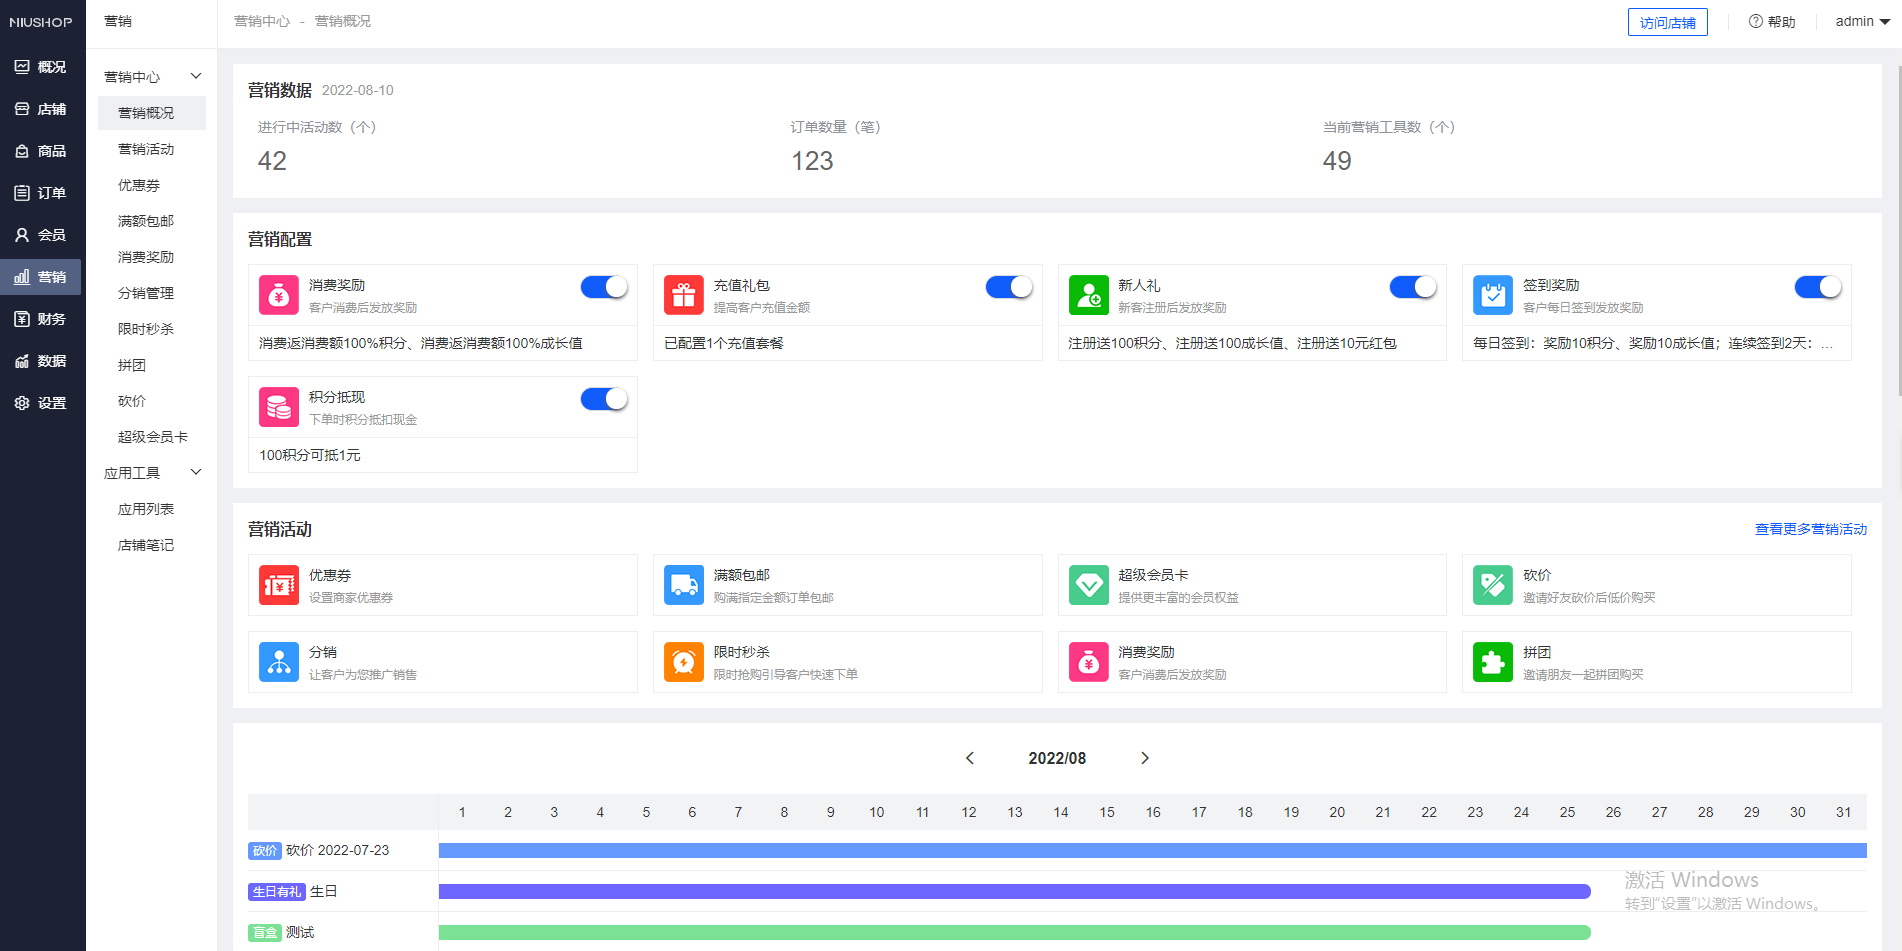 NIUSHOP
概况
店铺
商品
订单
会员
营销
财务
数据
设置
营销
营销中心
营销概况
营销活动
优惠券
满额包邮
消费奖励
分销管理
限时秒杀
拼团
砍价
超级会员卡
应用工具
应用列表
店铺笔记
营销中心 - 营销概况
访问店铺
帮助
admin
营销数据 2022-08-10
进行中活动数（个）
42
订单数量（笔）
123
当前营销工具数（个）
49
营销配置
消费奖励
客户消费后发放奖励
消费返消费额100%积分、消费返消费额100%成长值
充值礼包
提高客户充值金额
已配置1个充值套餐
新人礼
新客注册后发放奖励
注册送100积分、注册送100成长值、注册送10元红包
签到奖励
客户每日签到发放奖励
每日签到：奖励10积分、奖励10成长值；连续签到2天：...
积分抵现
下单时积分抵扣现金
100积分可抵1元
营销活动
查看更多营销活动
优惠券
设置商家优惠券
满额包邮
购满指定金额订单包邮
超级会员卡
提供更丰富的会员权益
砍价
邀请好友砍价后低价购买
分销
让客户为您推广销售
限时秒杀
限时抢购引导客户快速下单
消费奖励
客户消费后发放奖励
拼团
邀请朋友一起拼团购买
2022/08
1 2 3 4 5 6 7 8 9 10 11 12 13 14 15 16 17 18 19 20 21 22 23 24 25 26 27 28 29 30 31
砍价 砍价 2022-07-23
生日有礼 生日
盲盒 测试
激活 Windows
转到“设置”以激活 Windows。